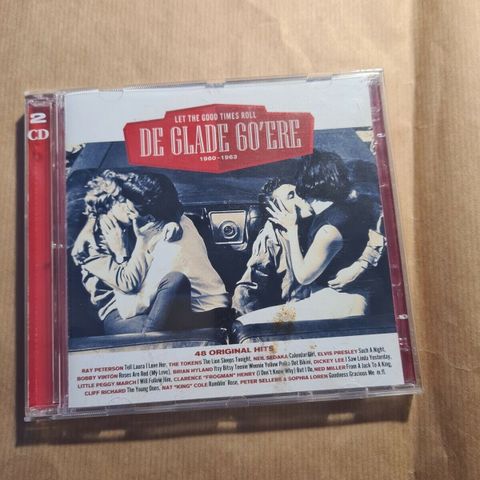 2
CD
LET THE GOOD TIMES ROLL
DE GLADE 60'ERE
1960-1963
48 ORIGINAL HITS
RAY PETERSON Tell Laura I Love Her, THE TOKENS The Lion Sleeps Tonight, NEIL SEDAKA Calendar Girl, ELVIS PRESLEY Such A Night,
BOBBY VINTON Roses Are Red (My Love), BRIAN HYLAND Itsy Bitsy Teenie Weenie Yellow Polka Dot Bikini, DICKEY LEE I Saw Linda Yesterday,
LITTLE PEGGY MARCH I Will Follow Him, CLARENCE "FROGMAN" HENRY (I Don't Know Why) But I Do, NED MILLER From A Jack To A King,
CLIFF RICHARD The Young Ones, NAT "KING" COLE Ramblin' Rose, PETER SELLERS & SOPHIA LOREN Goodness Gracious Me m.fl.